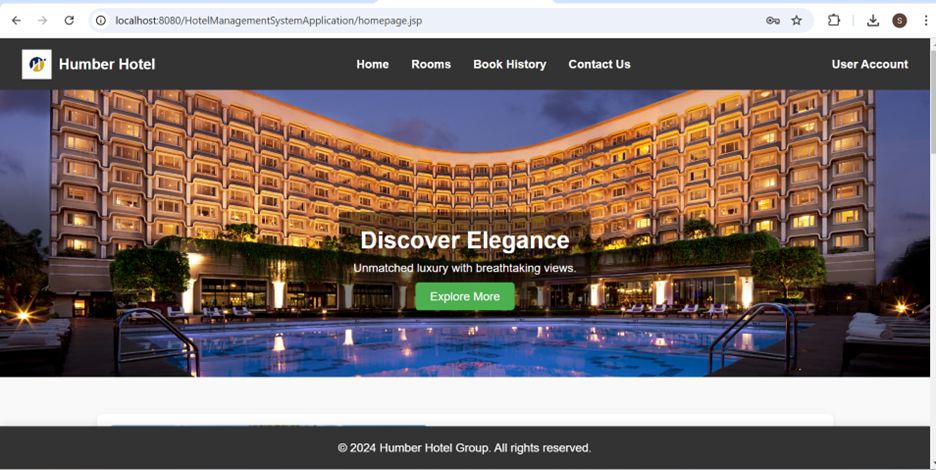 localhost:8080/HotelManagementSystemApplication/homepage.jsp
S
Humber Hotel
Home
Rooms
Book History
Contact Us
User Account
Discover Elegance
Unmatched luxury with breathtaking views.
Explore More
© 2024 Humber Hotel Group. All rights reserved.